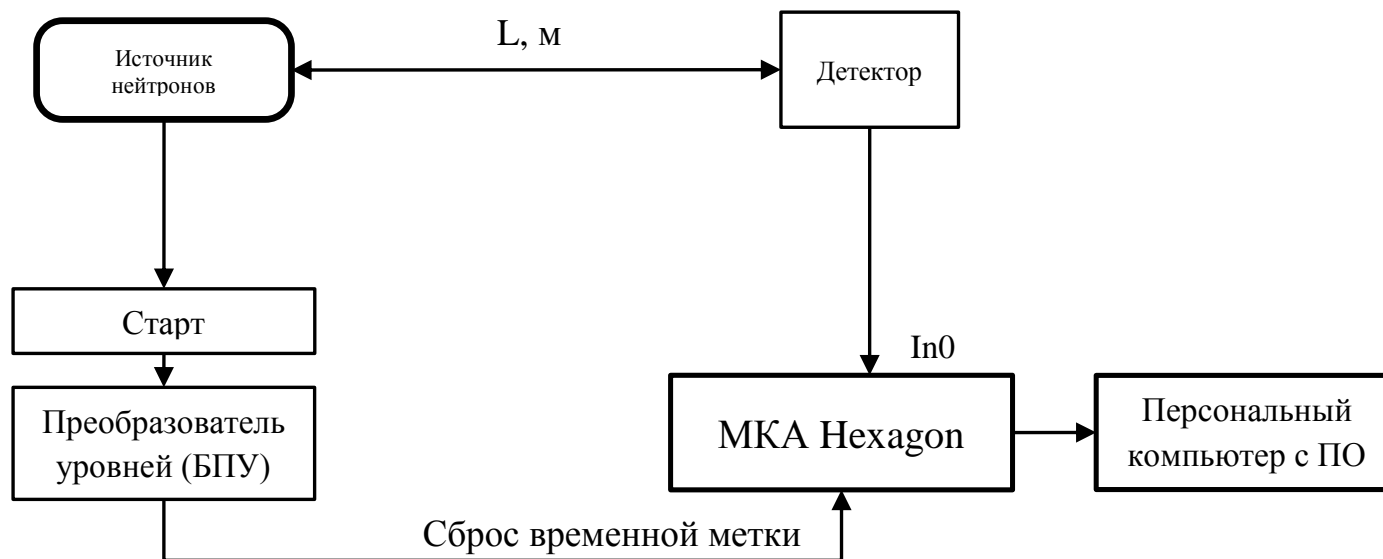 Источник
нейтронов
L, м
Детектор
Старт
In0
Преобразователь
уровней (БПУ)
МКА Hexagon
Персональный
компьютер с ПО
Сброс временной метки